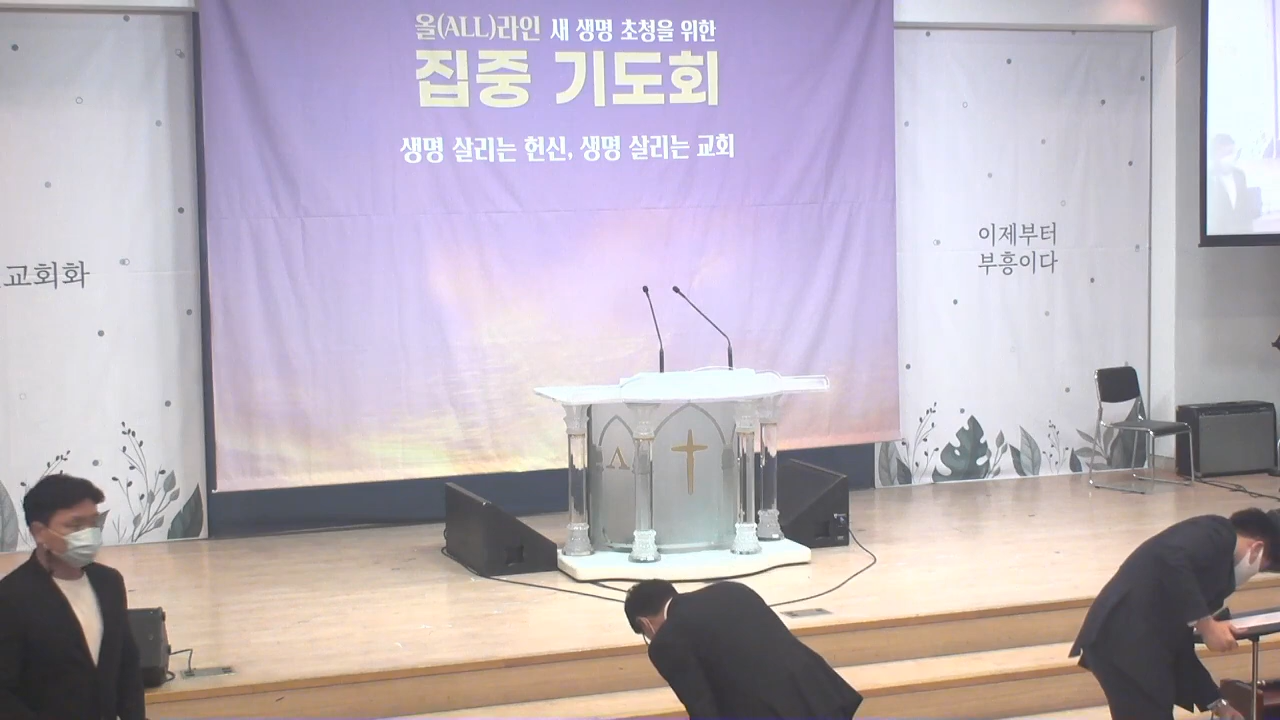 올(ALL)라인 새 생명 초청을 위한
집중 기도회
생명 살리는 헌신, 생명 살리는 교회
교회화
이제부터
부흥이다
Λ